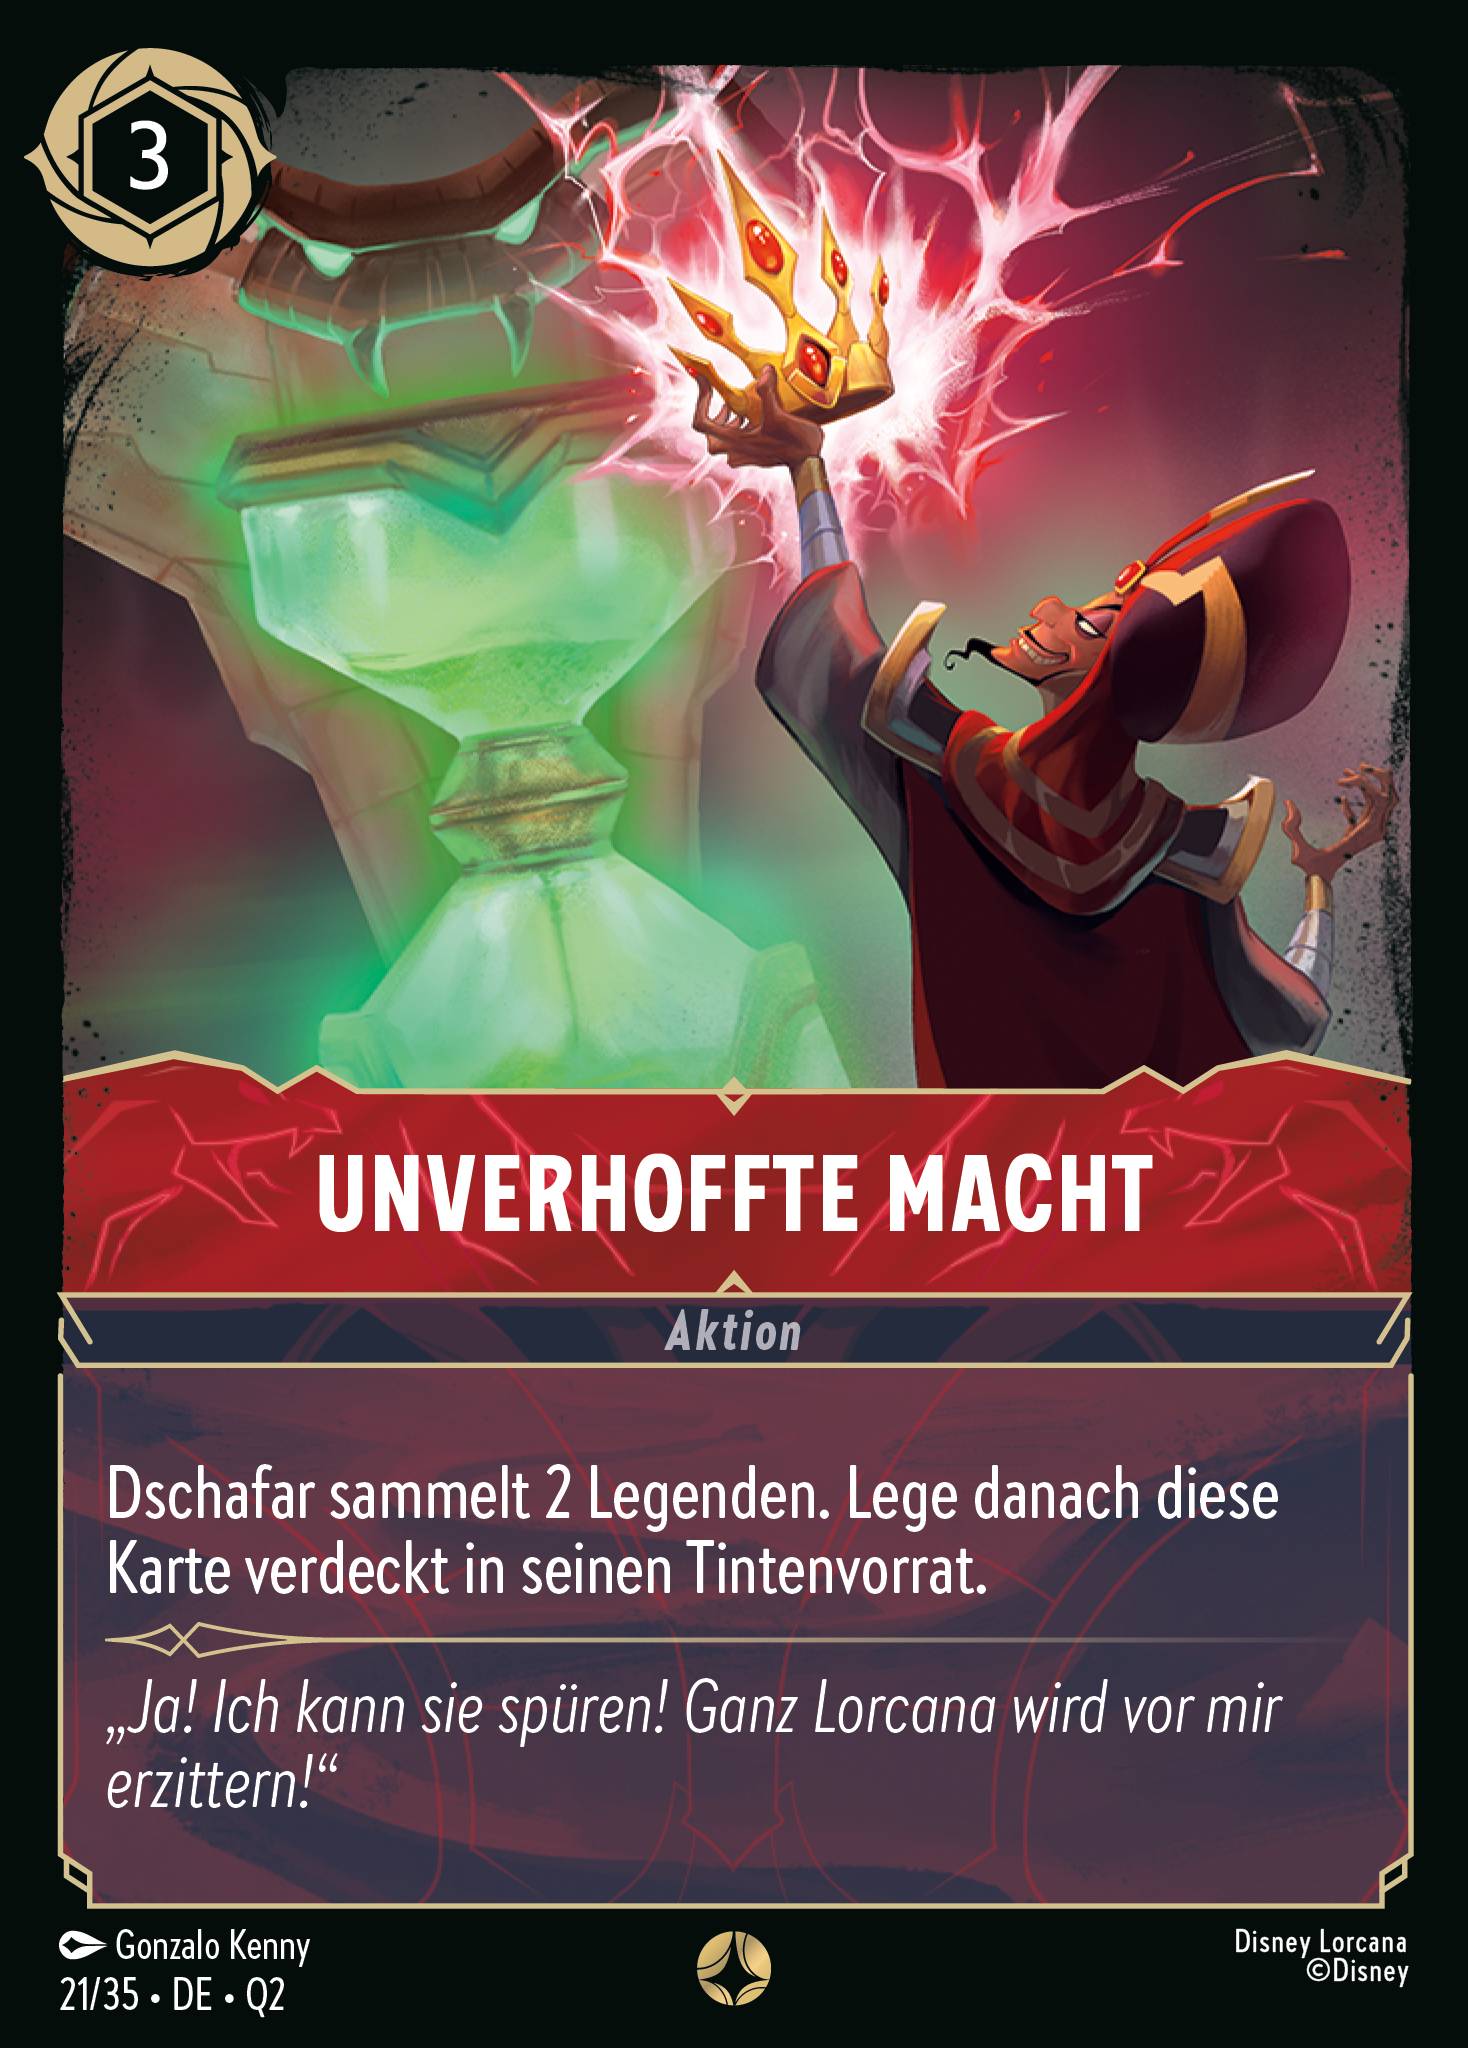 3
UNVERHOFFTE MACHT
Aktion
Dschafar sammelt 2 Legenden. Lege danach diese
Karte verdeckt in seinen Tintenvorrat.
„Ja! Ich kann sie spüren! Ganz Lorcana wird vor mir
erzittern!“
Gonzalo Kenny
21/35 • DE • Q2
Disney Lorcana
©Disney